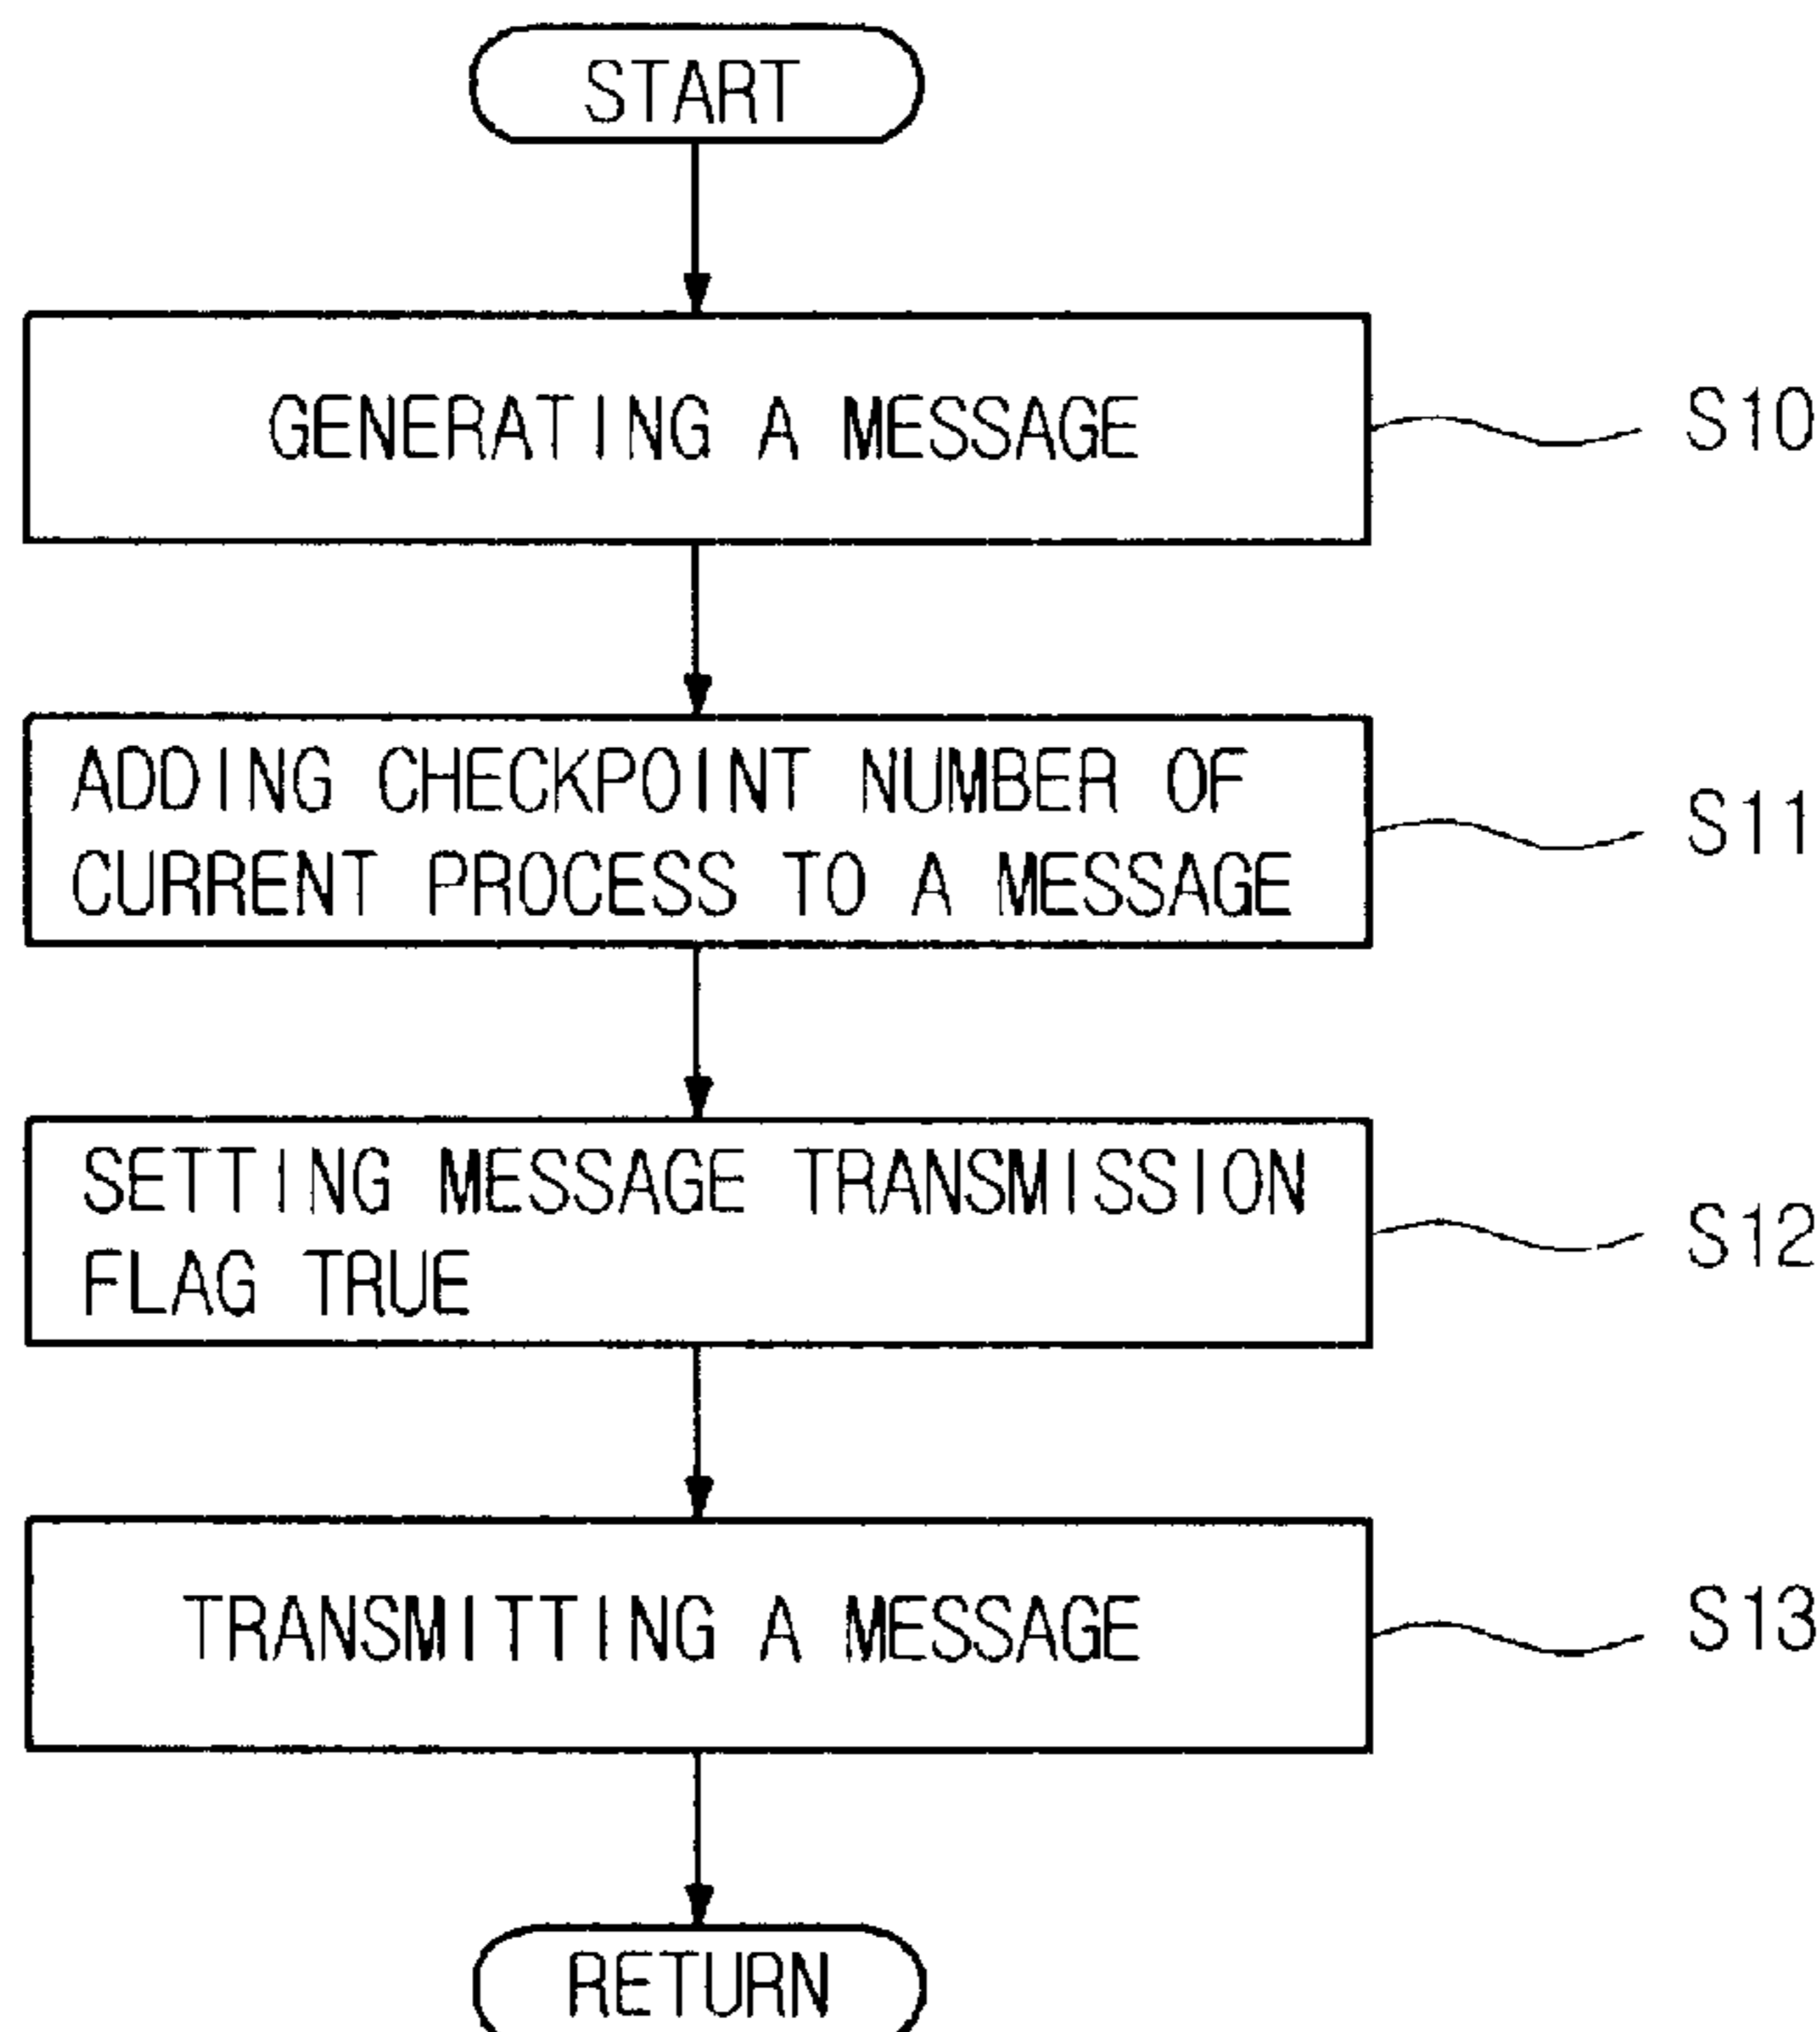 START
GENERATING A MESSAGE
S10
ADDING CHECKPOINT NUMBER OF
CURRENT PROCESS TO A MESSAGE
S11
SETTING MESSAGE TRANSMISSION
FLAG TRUE
S12
TRANSMITTING A MESSAGE
S13
RETURN